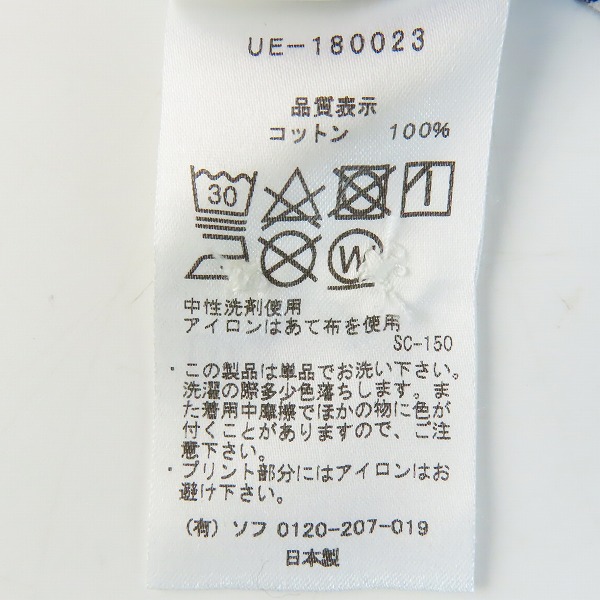 UE-180023
品質表示
コットン 100%
30
W
中性洗剤使用
アイロンはあて布を使用
SC-150
・この製品は単品でお洗い下さい。
洗濯の際多少色落ちします。ま
た着用中摩擦でほかの物に色が
付くことがありますので、ご注
意下さい。
・プリント部分にはアイロンはお
避け下さい。
(有) ソフ 0120-207-019
日本製